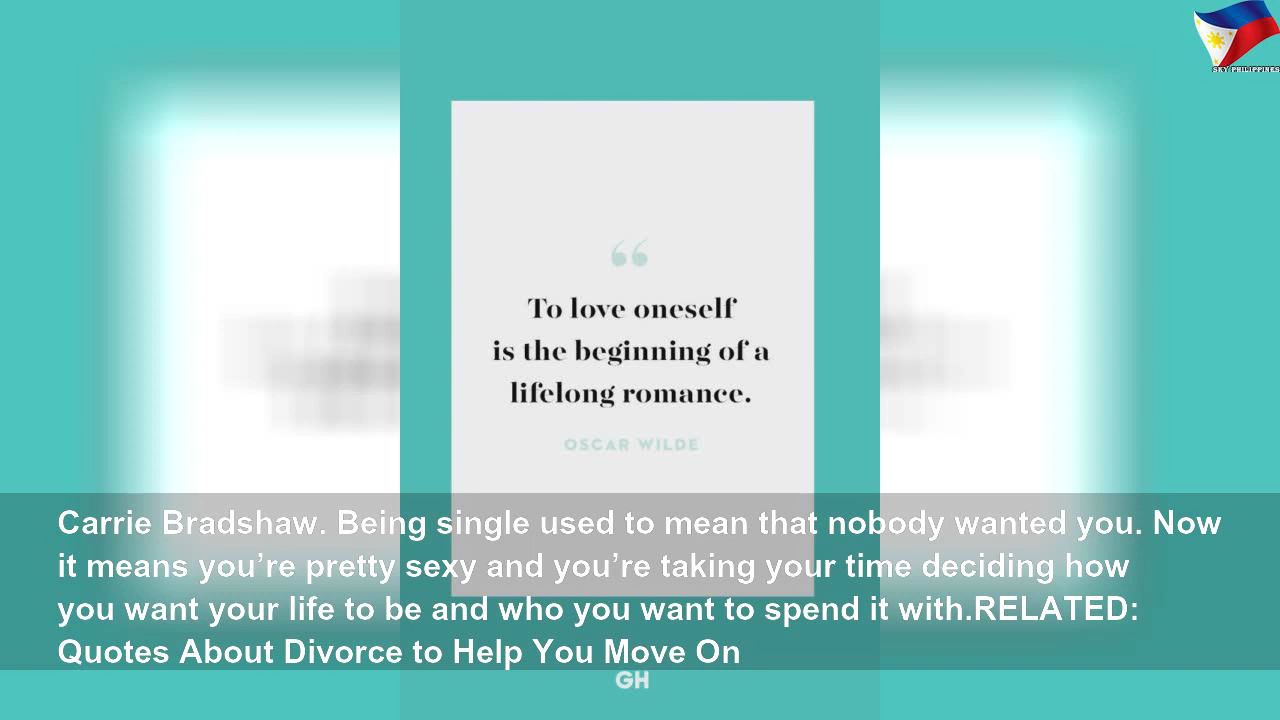 SKY PHILIPPINES
“
To love oneself
is the beginning of a
lifelong romance.
OSCAR WILDE
Carrie Bradshaw. Being single used to mean that nobody wanted you. Now
it means you’re pretty sexy and you’re taking your time deciding how
you want your life to be and who you want to spend it with.RELATED:
Quotes About Divorce to Help You Move On
GH